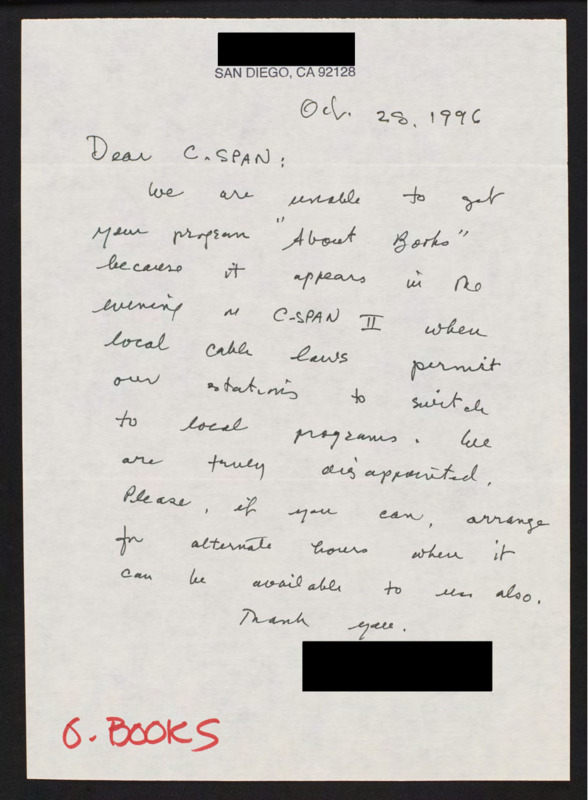 SAN DIEGO, CA 92128
Oct. 28, 1996
Dear C-SPAN:
We are unable to get
your program "About Books"
because it appears in the
evening on C-SPAN II when
local cable laws permit
our stations to switch
to local programs. We
are truly disappointed.
Please, if you can, arrange
for alternate hours when it
can be available to us also.
Thank you.
6. BOOKS